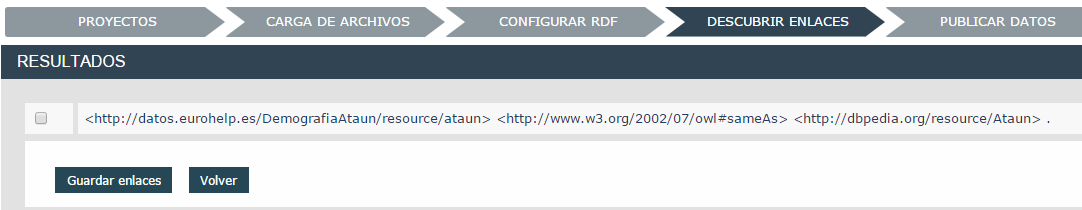 PROYECTOS CARGA DE ARCHIVOS CONFIGURAR RDF DESCUBRIR ENLACES PUBLICAR DATOS
RESULTADOS
<http://datos.eurohelp.es/DemografiaAtaun/resource/ataun> <http://www.w3.org/2002/07/owl#sameAs> <http://dbpedia.org/resource/Ataun> .
Guardar enlaces Volver